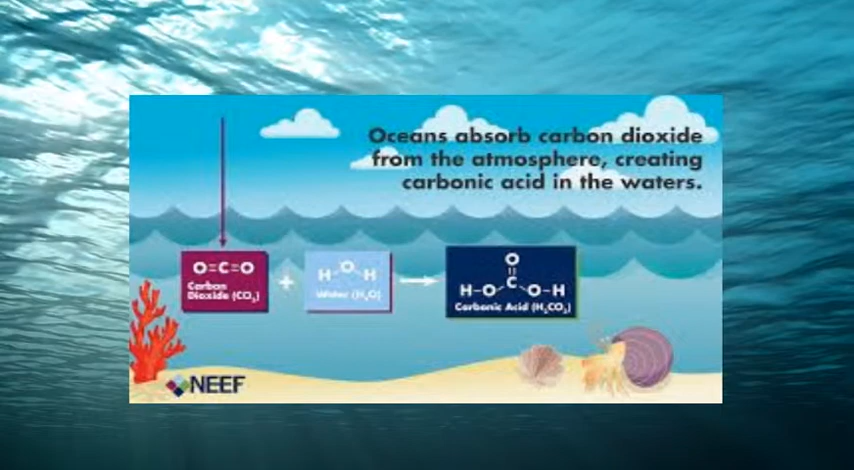 Oceans absorb carbon dioxide
from the atmosphere, creating
carbonic acid in the waters.
O=C=O
Carbon
Dioxide (CO₂)
+
H O H
Water (H₂O)
O
C
H-O O-H
Carbonic Acid (H₂CO₃)
NEEF